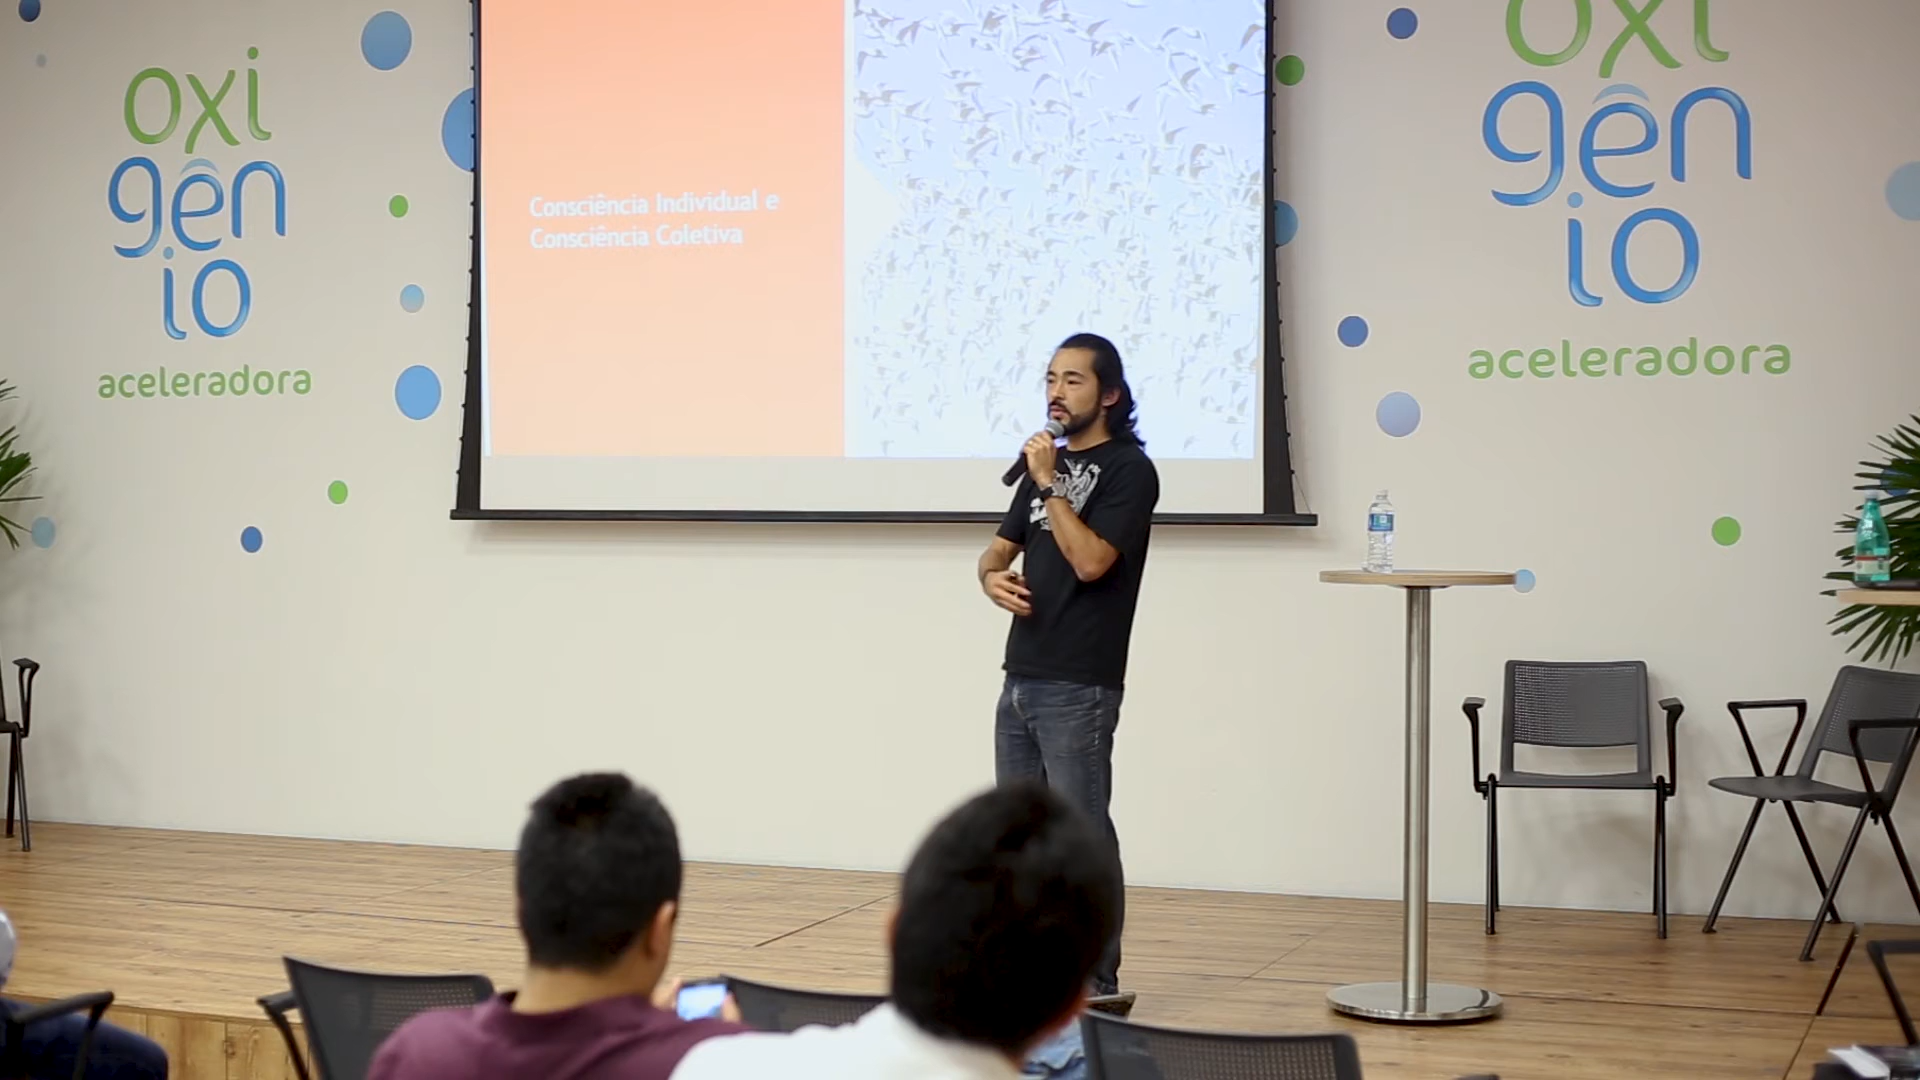 oxi
gên
io
aceleradora
Consciência Individual e
Consciência Coletiva
oxi
gên
io
aceleradora